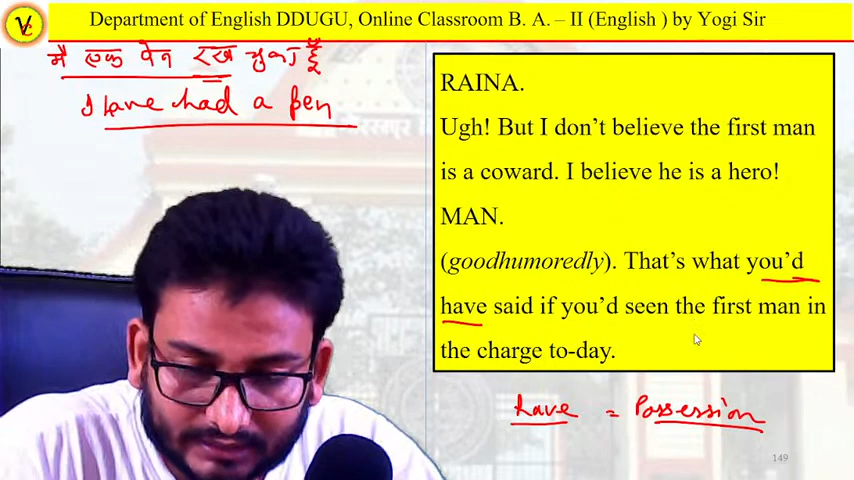 Department of English DDUGU, Online Classroom B. A. – II (English ) by Yogi Sir
मैं एक पेन रख चुका हूँ
I have had a pen
RAINA.
Ugh! But I don't believe the first man
is a coward. I believe he is a hero!
MAN.
(goodhumoredly). That's what you'd
have said if you'd seen the first man in
the charge to-day.
have = Possession
149